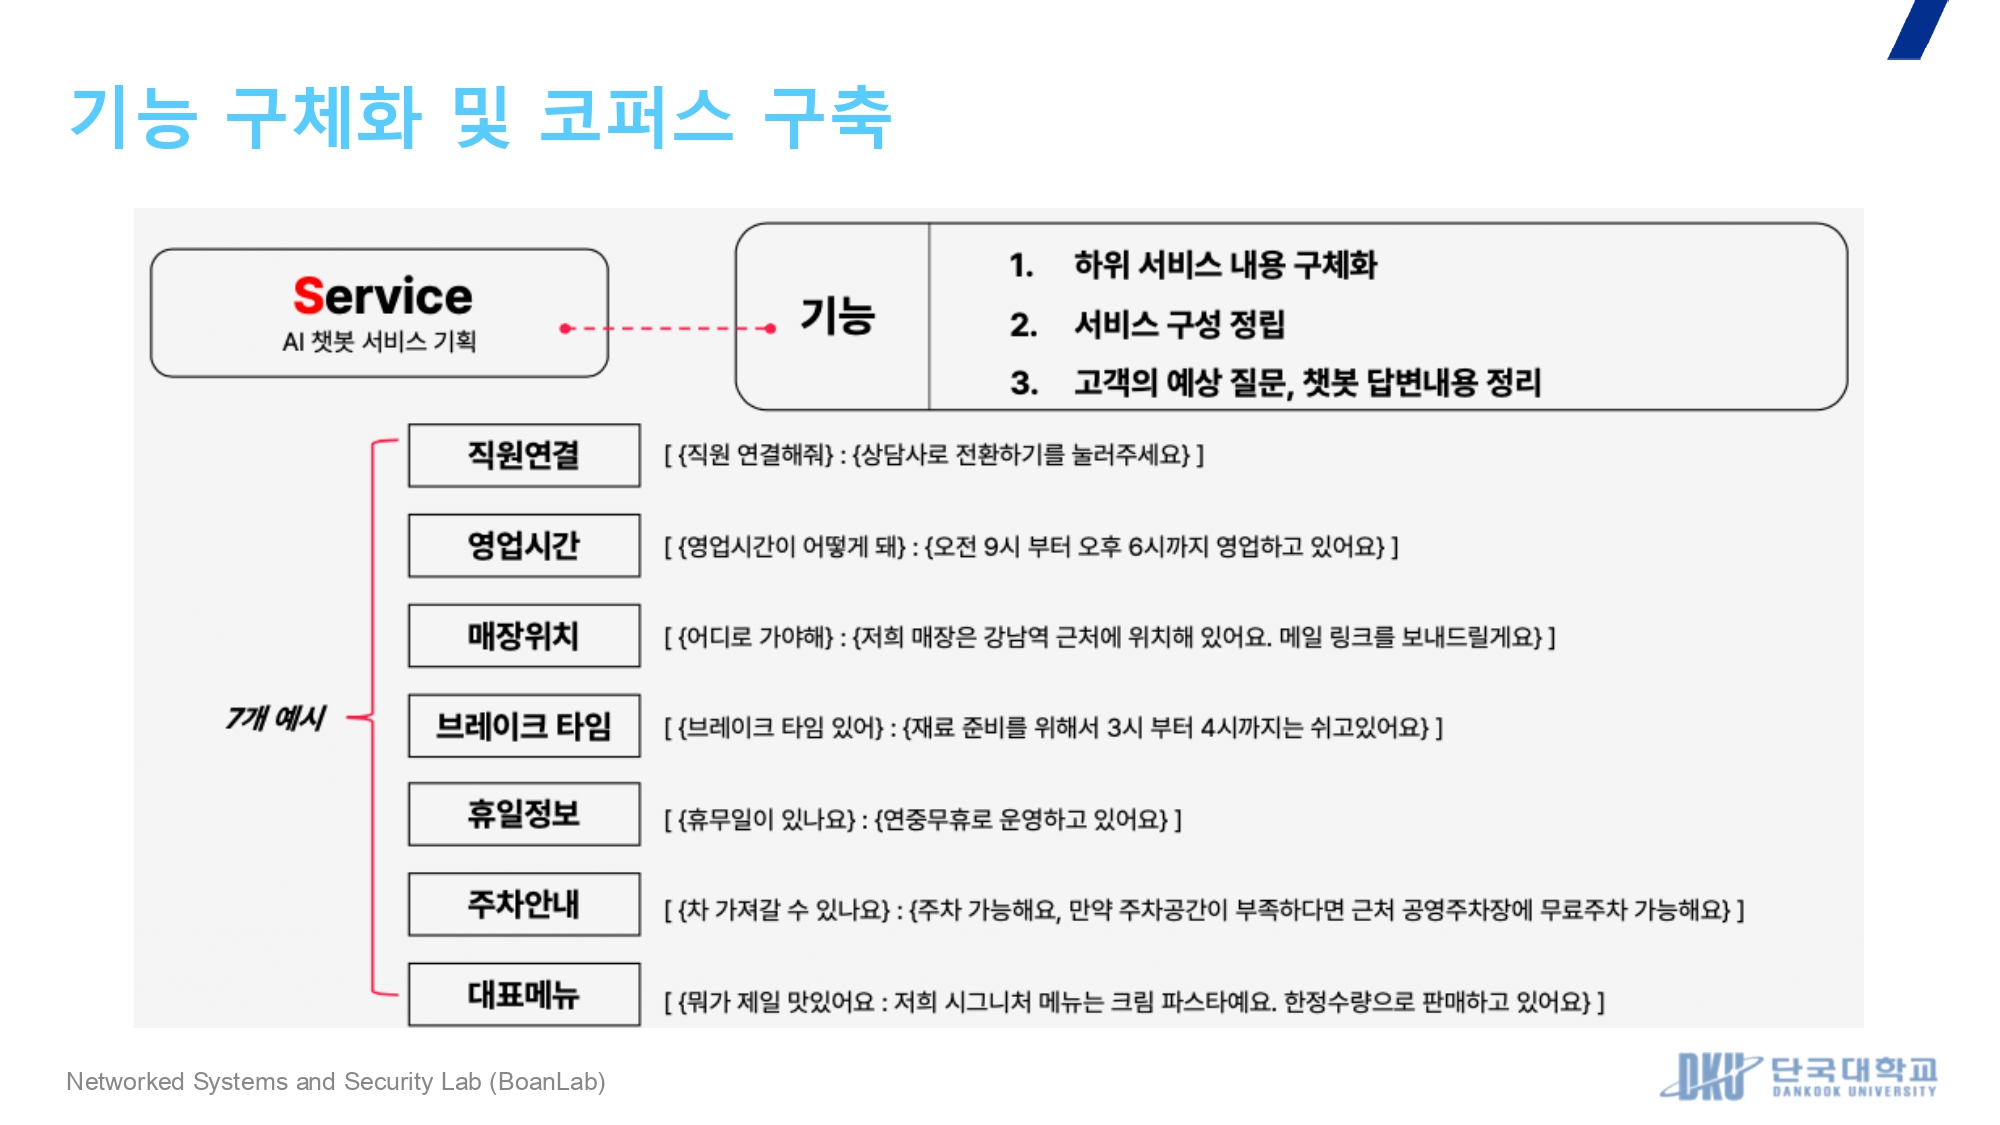 기능 구체화 및 코퍼스 구축
Service
AI 챗봇 서비스 기획
기능
1. 하위 서비스 내용 구체화
2. 서비스 구성 정립
3. 고객의 예상 질문, 챗봇 답변내용 정리
7개 예시
직원연결 [ {직원 연결해줘} : {상담사로 전환하기를 눌러주세요} ]
영업시간 [ {영업시간이 어떻게 돼} : {오전 9시 부터 오후 6시까지 영업하고 있어요} ]
매장위치 [ {어디로 가야해} : {저희 매장은 강남역 근처에 위치해 있어요. 메일 링크를 보내드릴게요} ]
브레이크 타임 [ {브레이크 타임 있어} : {재료 준비를 위해서 3시 부터 4시까지는 쉬고있어요} ]
휴일정보 [ {휴무일이 있나요} : {연중무휴로 운영하고 있어요} ]
주차안내 [ {차 가져갈 수 있나요} : {주차 가능해요, 만약 주차공간이 부족하다면 근처 공영주차장에 무료주차 가능해요} ]
대표메뉴 [ {뭐가 제일 맛있어요 : 저희 시그니처 메뉴는 크림 파스타예요. 한정수량으로 판매하고 있어요} ]
Networked Systems and Security Lab (BoanLab)
DKU 단국대학교
DANKOOK UNIVERSITY